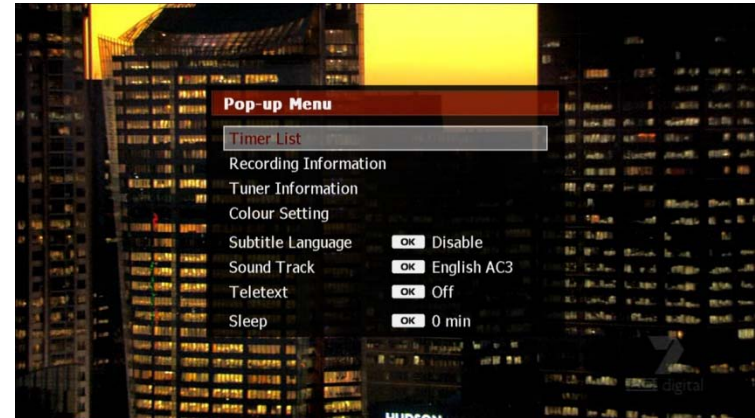 Pop-up Menu
Timer List
Recording Information
Tuner Information
Colour Setting
Subtitle Language OK Disable
Sound Track OK English AC3
Teletext OK Off
Sleep OK 0 min
7
digital
HUDSON